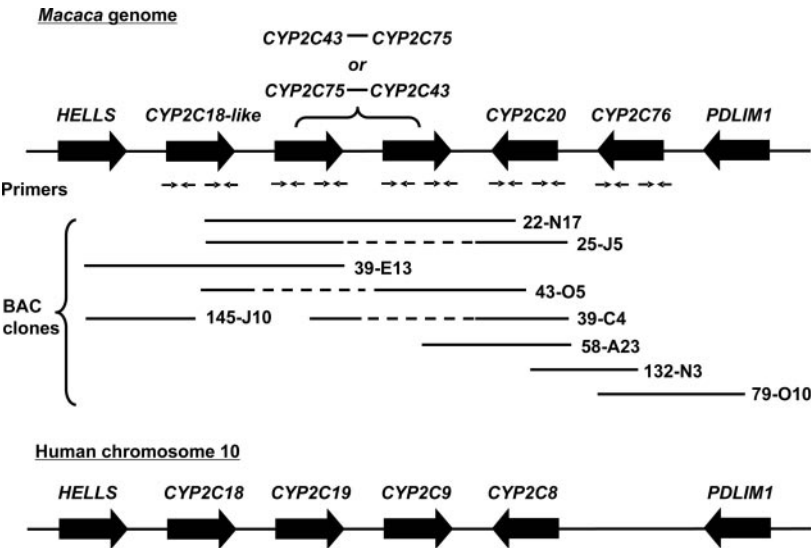 Macaca genome
CYP2C43 — CYP2C75
or
CYP2C75 — CYP2C43
HELLS CYP2C18-like CYP2C20 CYP2C76 PDLIM1
Primers
22-N17
25-J5
39-E13
43-O5
BAC clones
145-J10 39-C4
58-A23
132-N3
79-O10
Human chromosome 10
HELLS CYP2C18 CYP2C19 CYP2C9 CYP2C8 PDLIM1